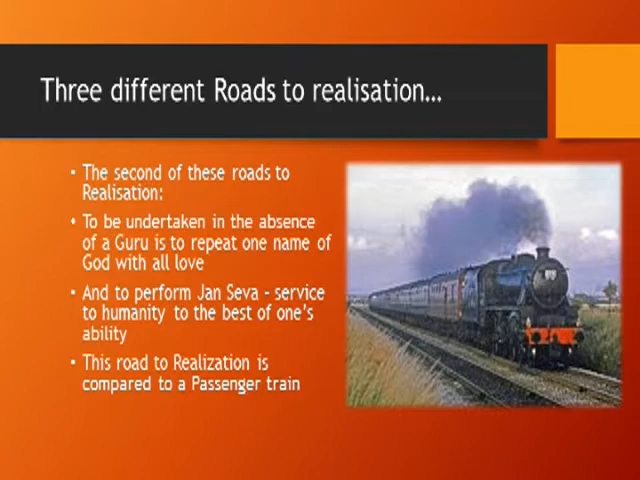 Three different Roads to realisation...
• The second of these roads to
Realisation:
• To be undertaken in the absence
of a Guru is to repeat one name of
God with all love
• And to perform Jan Seva – service
to humanity to the best of one's
ability
• This road to Realization is
compared to a Passenger train